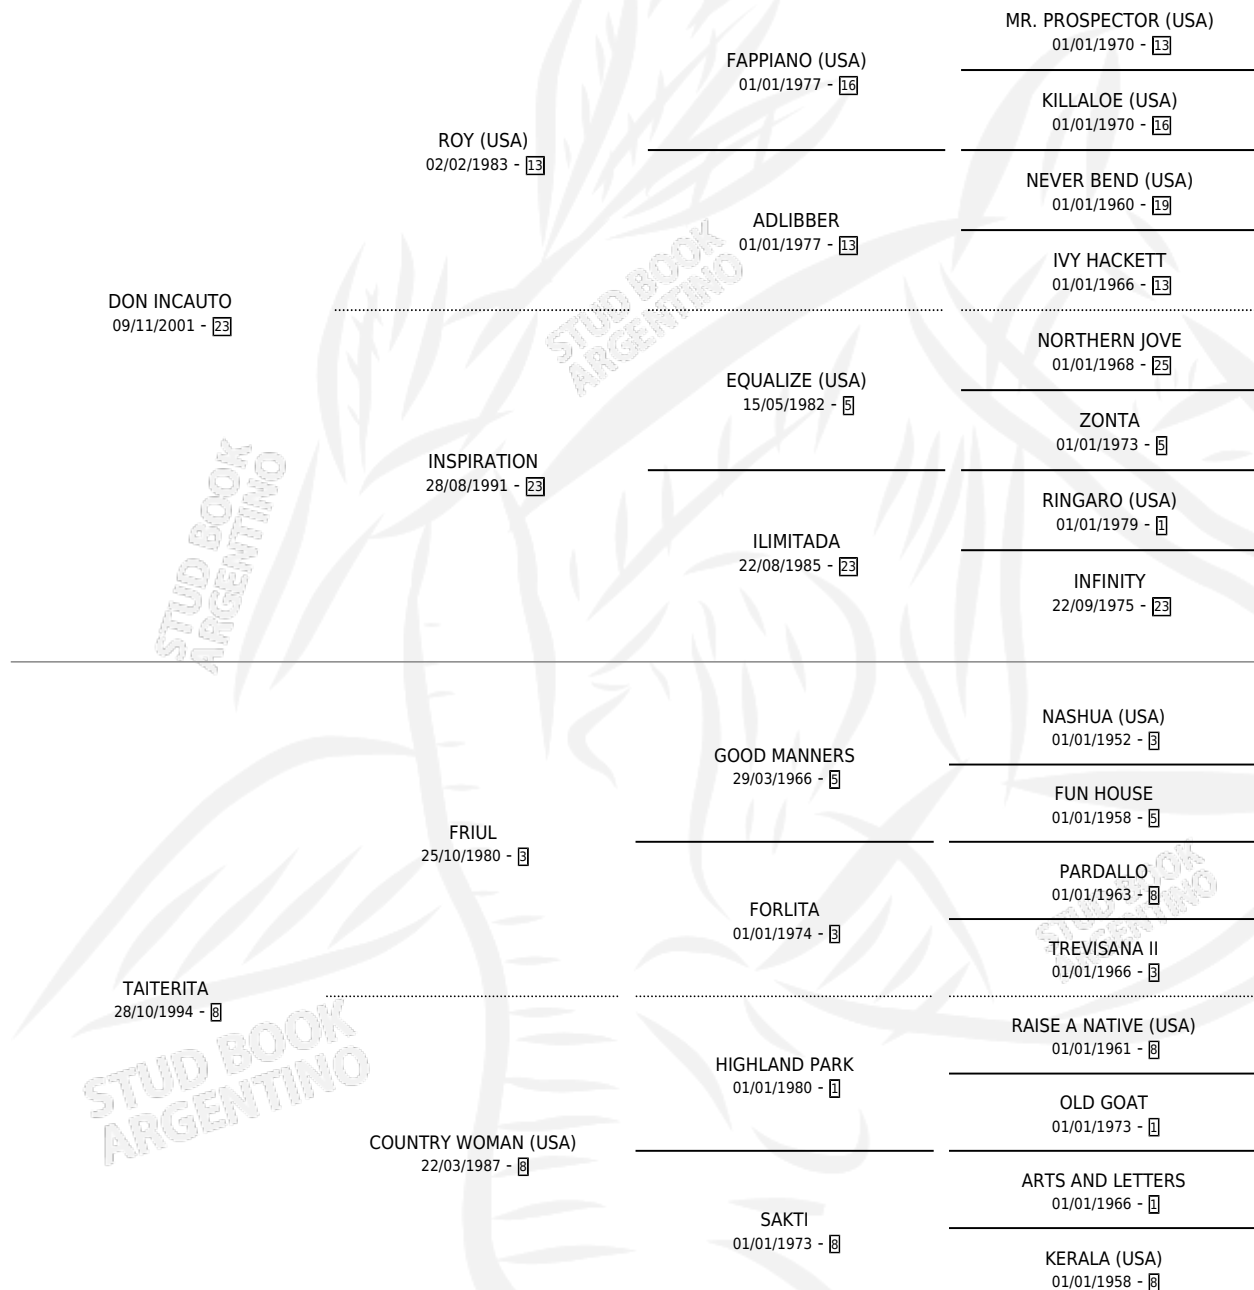 MR. PROSPECTOR (USA)
01/01/1970 - 13
FAPPIANO (USA)
01/01/1977 - 16
KILLALOE (USA)
01/01/1970 - 16
ROY (USA)
02/02/1983 - 13
NEVER BEND (USA)
01/01/1960 - 19
ADLIBBER
01/01/1977 - 13
IVY HACKETT
01/01/1966 - 13
DON INCAUTO
09/11/2001 - 23
NORTHERN JOVE
01/01/1968 - 25
EQUALIZE (USA)
15/05/1982 - 5
ZONTA
01/01/1973 - 5
INSPIRATION
28/08/1991 - 23
RINGARO (USA)
01/01/1979 - 1
ILIMITADA
22/08/1985 - 23
INFINITY
22/09/1975 - 23
STUD BOOK
ARGENTINO
STUD BOOK
ARGENTINO
NASHUA (USA)
01/01/1952 - 3
GOOD MANNERS
29/03/1966 - 5
FUN HOUSE
01/01/1958 - 5
FRIUL
25/10/1980 - 3
PARDALLO
01/01/1963 - 8
FORLITA
01/01/1974 - 3
TREVISANA II
01/01/1966 - 3
STUD BOOK
ARGENTINO
TAITERITA
28/10/1994 - 8
RAISE A NATIVE (USA)
01/01/1961 - 8
HIGHLAND PARK
01/01/1980 - 1
OLD GOAT
01/01/1973 - 1
COUNTRY WOMAN (USA)
22/03/1987 - 8
ARTS AND LETTERS
01/01/1966 - 1
SAKTI
01/01/1973 - 8
KERALA (USA)
01/01/1958 - 8
STUD BOOK
ARGENTINO